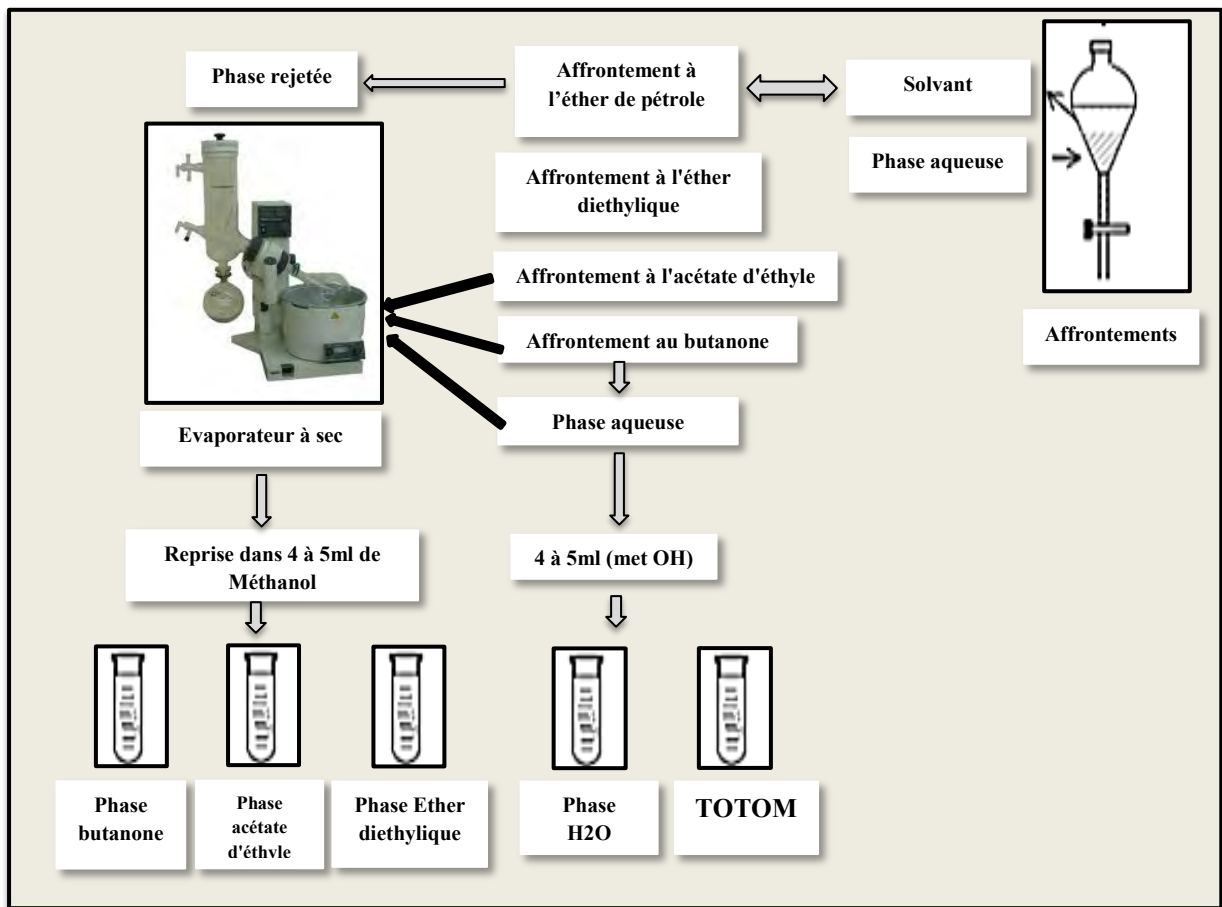 Phase rejetée
Affrontement à
l'éther de pétrole
Solvant
Phase aqueuse
Affrontement à l'éther
diethylique
Affrontement à l'acétate d'éthyle
Affrontement au butanone
Affrontements
Phase aqueuse
Evaporateur à sec
Reprise dans 4 à 5ml de
Méthanol
4 à 5ml (met OH)
Phase
butanone
Phase
acétate
d'éthyle
Phase Ether
diethylique
Phase
H2O
TOTOM